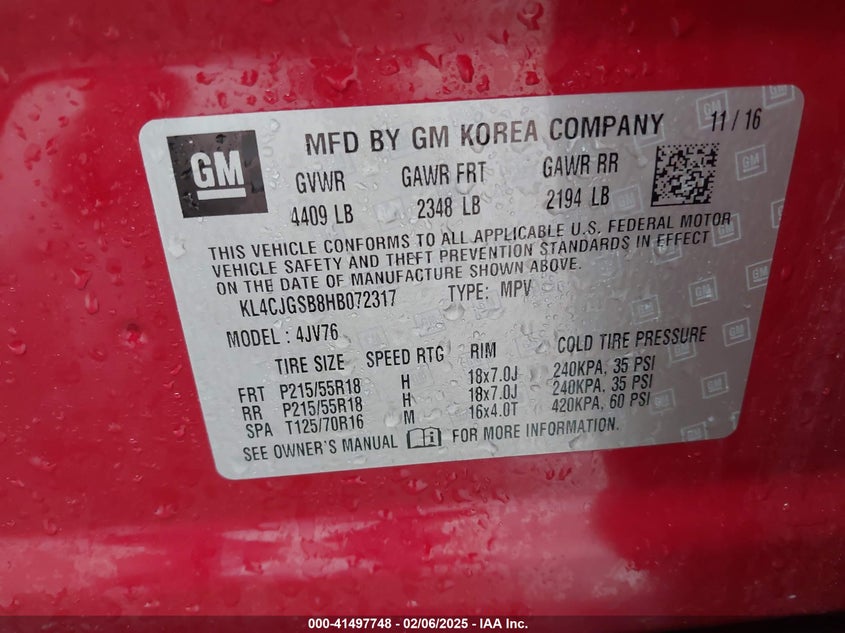 GM
MFD BY GM KOREA COMPANY 11 / 16
GVWR GAWR FRT GAWR RR
4409 LB 2348 LB 2194 LB
THIS VEHICLE CONFORMS TO ALL APPLICABLE U.S. FEDERAL MOTOR
VEHICLE SAFETY AND THEFT PREVENTION STANDARDS IN EFFECT
ON THE DATE OF MANUFACTURE SHOWN ABOVE.
KL4CJGSB8HB072317 TYPE: MPV
MODEL : 4JV76
TIRE SIZE SPEED RTG RIM COLD TIRE PRESSURE
FRT P215/55R18 H 18x7.0J 240KPA, 35 PSI
RR P215/55R18 H 18x7.0J 240KPA, 35 PSI
SPA T125/70R16 M 16x4.0T 420KPA, 60 PSI
SEE OWNER'S MANUAL FOR MORE INFORMATION.
000-41497748 - 02/06/2025 - IAA Inc.